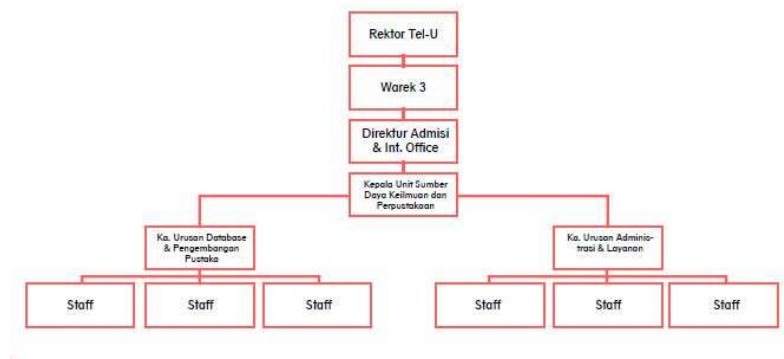 Rektor Tel-U
Warek 3
Direktur Admisi
& Int. Office
Kepala Unit Sumber
Daya Keilmuan dan
Perpustakaan
Ka. Urusan Database
& Pengembangan
Pustaka
Ka. Urusan Adminis-
trasi & Layanan
Staff
Staff
Staff
Staff
Staff
Staff